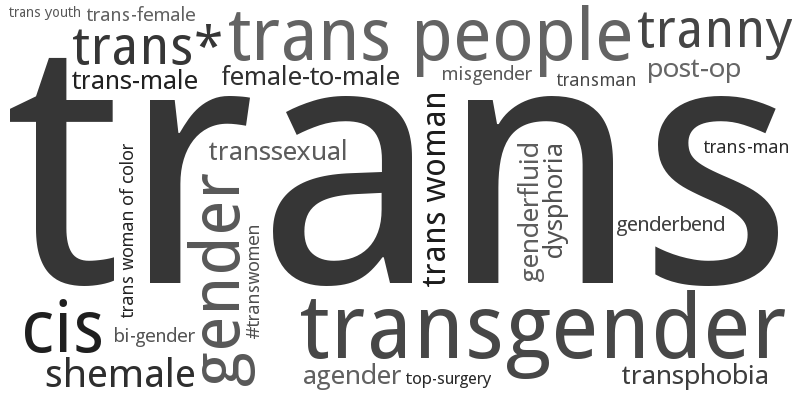 trans youth
trans-female
trans*
trans people
tranny
trans-male
female-to-male
misgender
transman
post-op
trans
transsexual
trans woman of color
gender
#transwomen
trans woman
genderfluid
dysphoria
trans-man
genderbend
cis
bi-gender
transgender
shemale
agender
top-surgery
transphobia